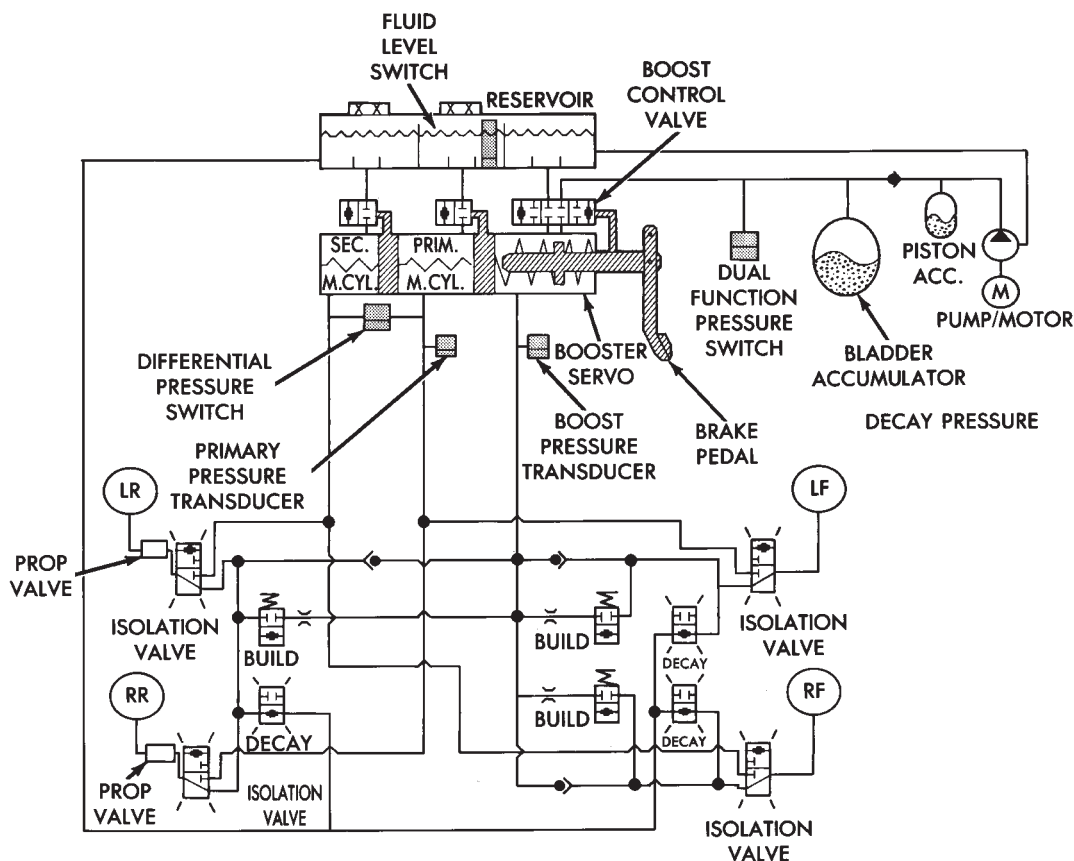 FLUID
LEVEL
SWITCH
RESERVOIR
BOOST
CONTROL
VALVE
SEC.
PRIM.
M.CYL.
M.CYL.
PISTON
ACC.
M
PUMP/MOTOR
DUAL
FUNCTION
PRESSURE
SWITCH
BLADDER
ACCUMULATOR
DECAY PRESSURE
BOOSTER
SERVO
BRAKE
PEDAL
DIFFERENTIAL
PRESSURE
SWITCH
PRIMARY
PRESSURE
TRANSDUCER
BOOST
PRESSURE
TRANSDUCER
LR
LF
PROP
VALVE
ISOLATION
VALVE
BUILD
BUILD
DECAY
ISOLATION
VALVE
RR
RF
DECAY
BUILD
DECAY
PROP
VALVE
ISOLATION
VALVE
ISOLATION
VALVE